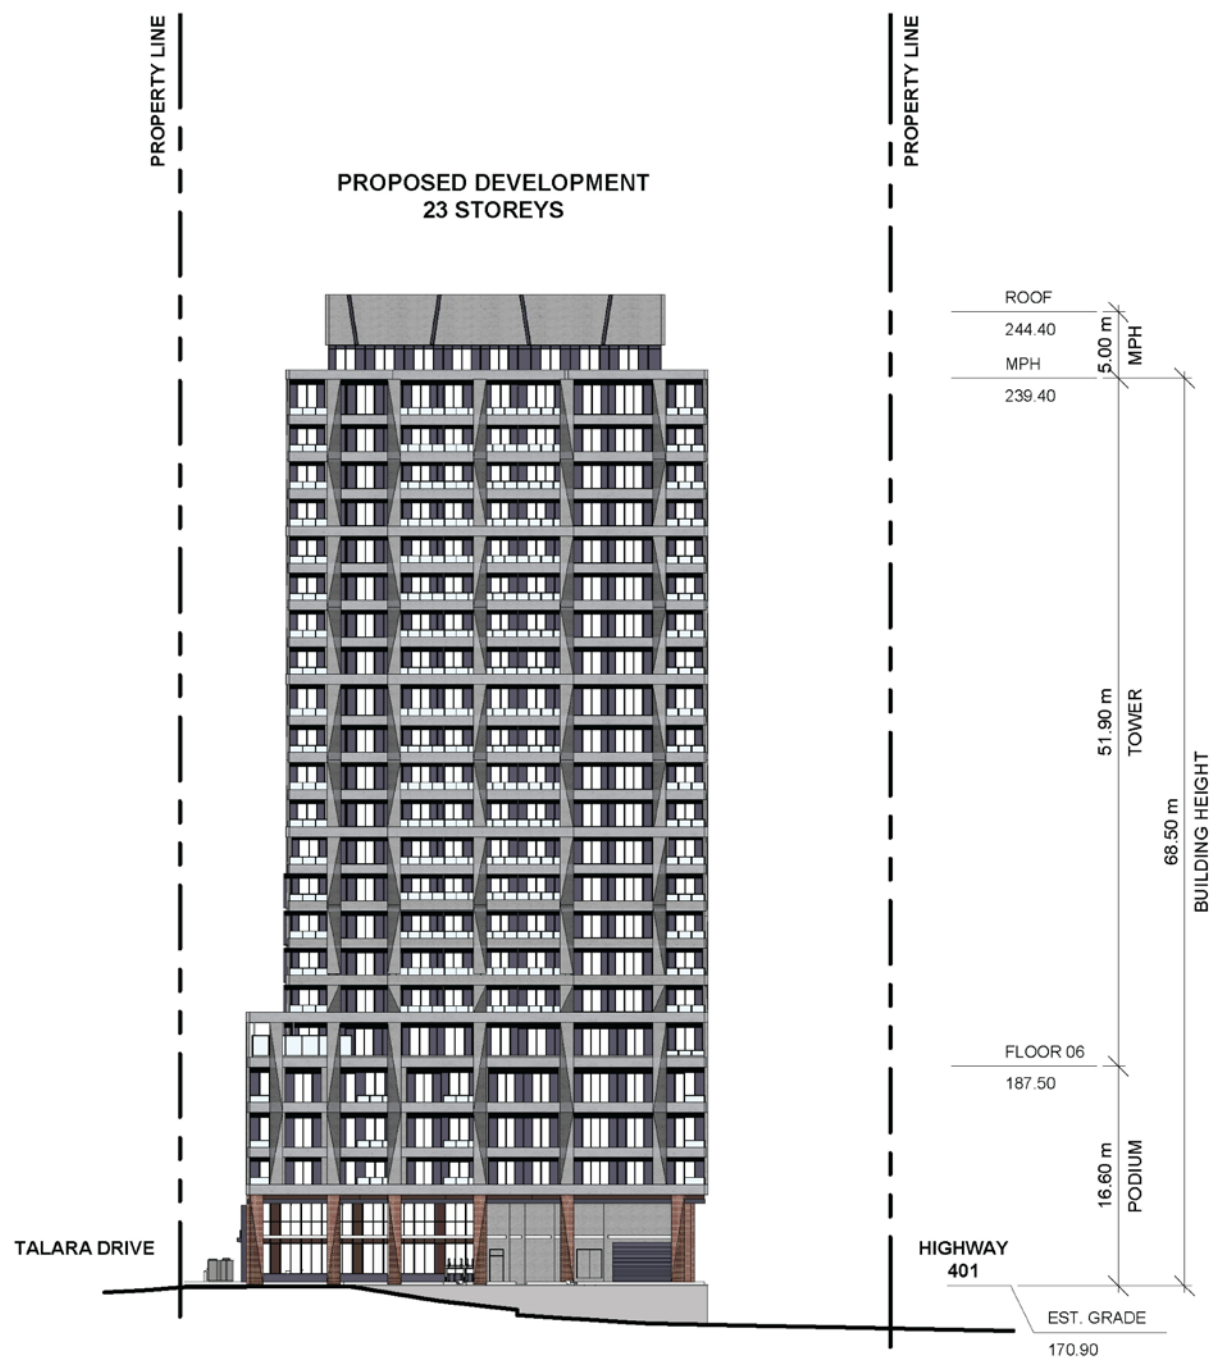 PROPERTY LINE
PROPERTY LINE
PROPOSED DEVELOPMENT
23 STOREYS
ROOF
244.40
5.00 m
MPH
MPH
239.40
51.90 m
TOWER
68.50 m
BUILDING HEIGHT
FLOOR 06
187.50
16.60 m
PODIUM
TALARA DRIVE
HIGHWAY
401
EST. GRADE
170.90